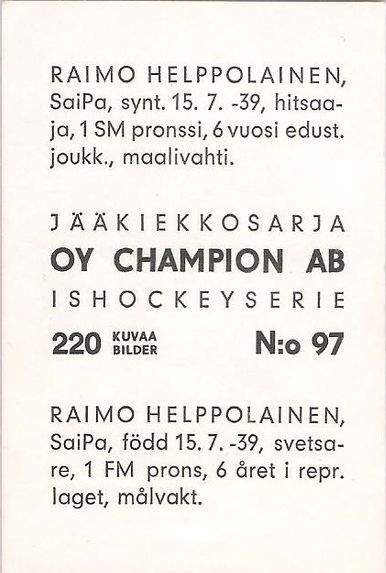 RAIMO HELPPOLAINEN,
SaiPa, synt. 15. 7. -39, hitsaa-
ja, 1 SM pronssi, 6 vuosi edust.
joukk., maalivahti.
JÄÄKIEKKOSARJA
OY CHAMPION AB
ISHOCKEYSERIE
220 KUVAA BILDER N:o 97
RAIMO HELPPOLAINEN,
SaiPa, född 15. 7. -39, svetsa-
re, 1 FM prons, 6 året i repr.
laget, målvakt.